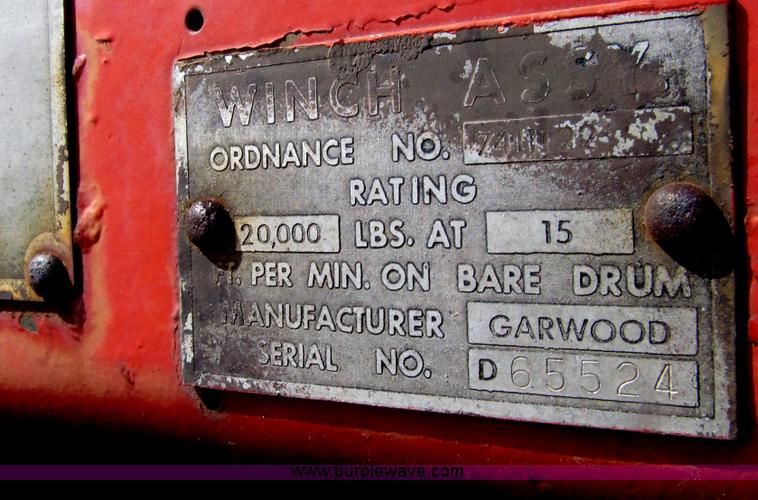 WINCH ASSY.
ORDNANCE NO.
RATING
20,000 LBS. AT 15
FT. PER MIN. ON BARE DRUM
MANUFACTURER GARWOOD
SERIAL NO. D65524
www.purplewave.com